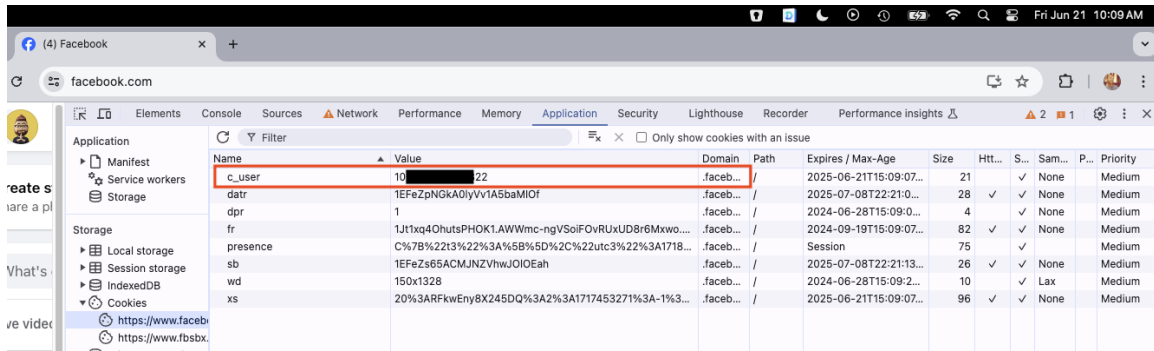 Fri Jun 21 10:09 AM
(4) Facebook
facebook.com
Elements Console Sources Network Performance Memory Application Security Lighthouse Recorder Performance insights 2 1
Application
Manifest
Service workers
Storage
Storage
Local storage
Session storage
IndexedDB
Cookies
https://www.faceb
https://www.fbsbx.
reate s
hare a pl
What's
ve video
Filter Only show cookies with an issue
Name Value Domain Path Expires / Max-Age Size Htt... S... Sam... P... Priority
c_user 10 22 .faceb... / 2025-06-21T15:09:07... 21 ✓ None Medium
datr 1EFeZpNGkA0lyVv1A5baMIOf .faceb... / 2025-07-08T22:21:0... 28 ✓ ✓ None Medium
dpr 1 .faceb... / 2024-06-28T15:09:0... 4 ✓ None Medium
fr 1Jt1xq4OhutsPHOK1.AWWmc-ngVSoiFOvRUxUD8r6Mxwo.... .faceb... / 2024-09-19T15:09:07... 82 ✓ ✓ None Medium
presence C%7B%22t3%22%3A%5B%5D%2C%22utc3%22%3A1718... .faceb... / Session 75 ✓ Medium
sb 1EFeZs65ACMJNZVhwJOIOEah .faceb... / 2025-07-08T22:21:13... 26 ✓ ✓ None Medium
wd 150x1328 .faceb... / 2024-06-28T15:09:2... 10 ✓ Lax Medium
xs 20%3ARFkwEny8X245DQ%3A2%3A1717453271%3A-1%3... .faceb... / 2025-06-21T15:09:07... 96 ✓ ✓ None Medium